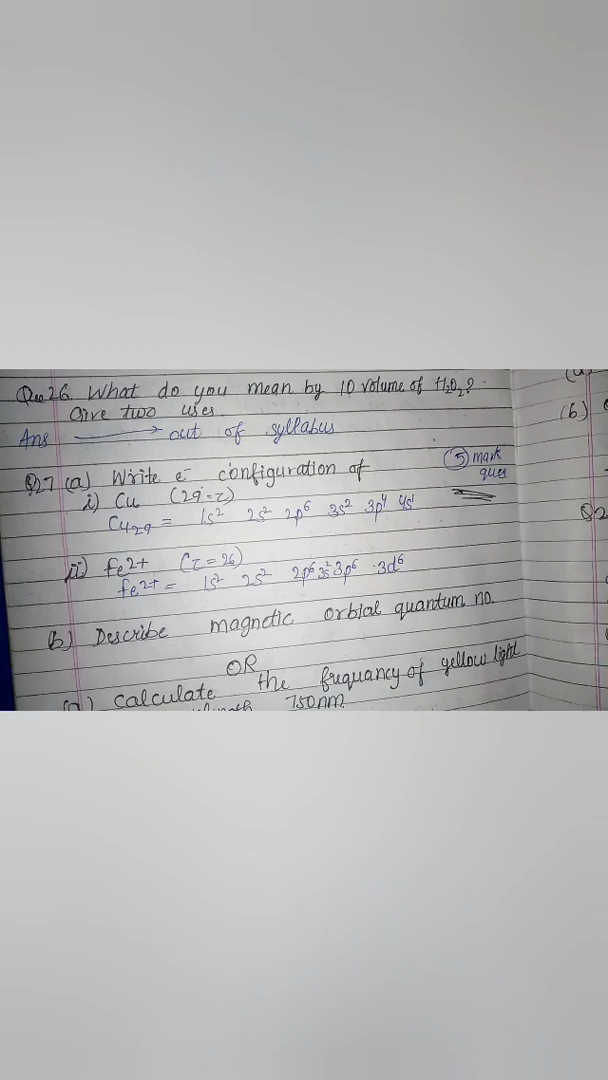 Que 26. What do you mean by 10 volume of H₂O₂?
Give two uses
Ans ⟶ out of syllabus
Q27 (a) Write e⁻ configuration of
(5) mark
ques
i) Cu (29=z)
Cu₂₉ = 1s² 2s² 2p⁶ 3s² 3p⁴ 4s¹
ii) fe²⁺ (z=26)
fe²⁺ = 1s² 2s² 2p⁶ 3s² 3p⁶ 3d⁶
b) Describe magnetic orbial quantum no.
OR
(a) calculate the frequancy of yellow light
750nm
(b)